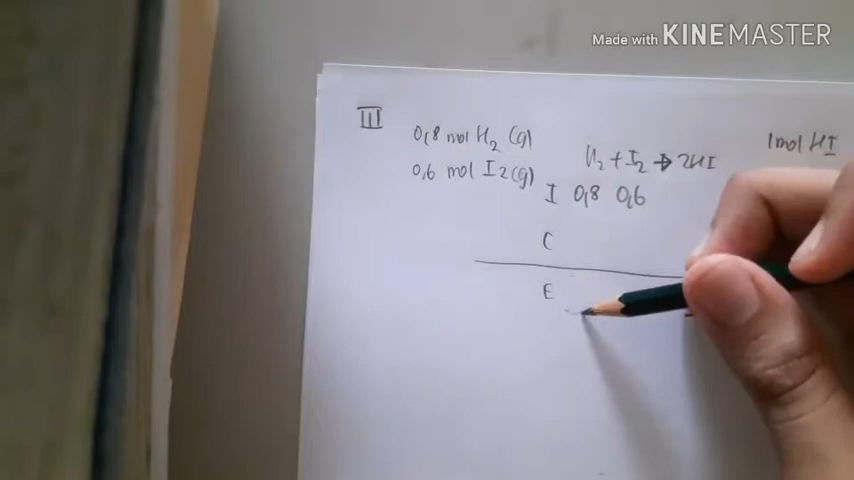 Made with KINEMASTER
III
0,8 mol H2 (g)
0,6 mol I2(g)
H2 + I2 → 2HI
1 mol HI
I 0,8 0,6
C
E